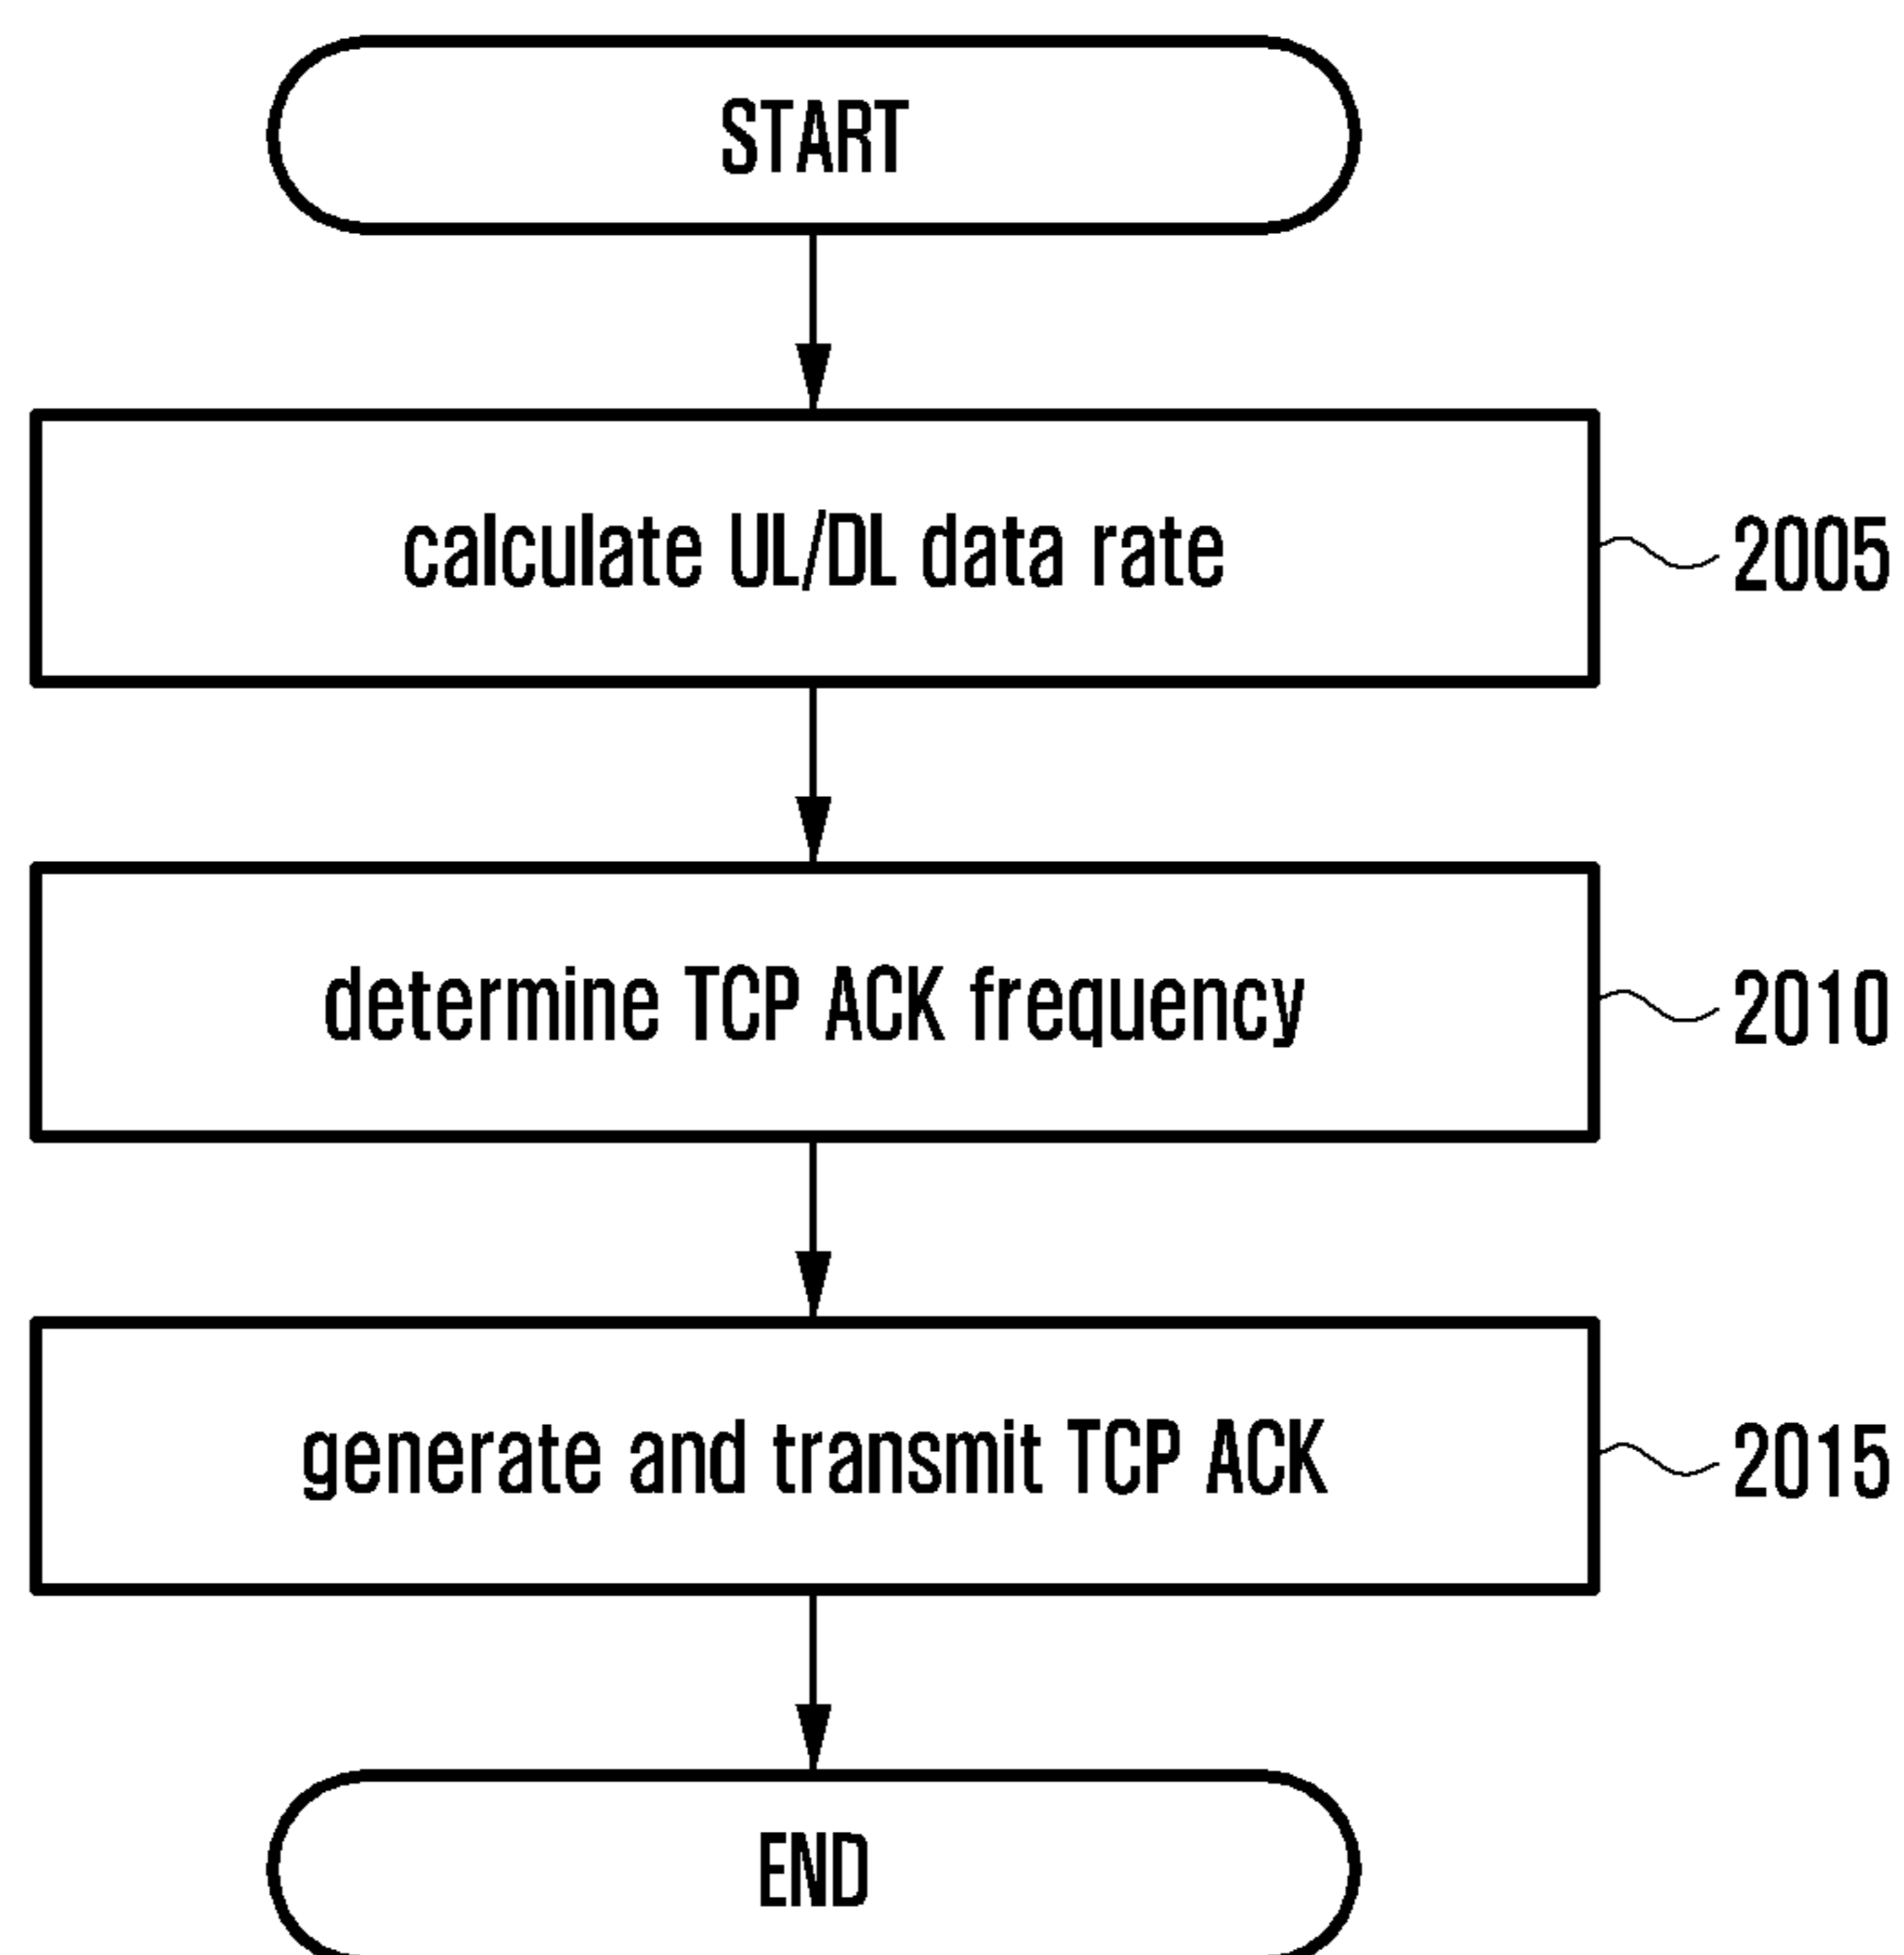 START
calculate UL/DL data rate
2005
determine TCP ACK frequency
2010
generate and transmit TCP ACK
2015
END